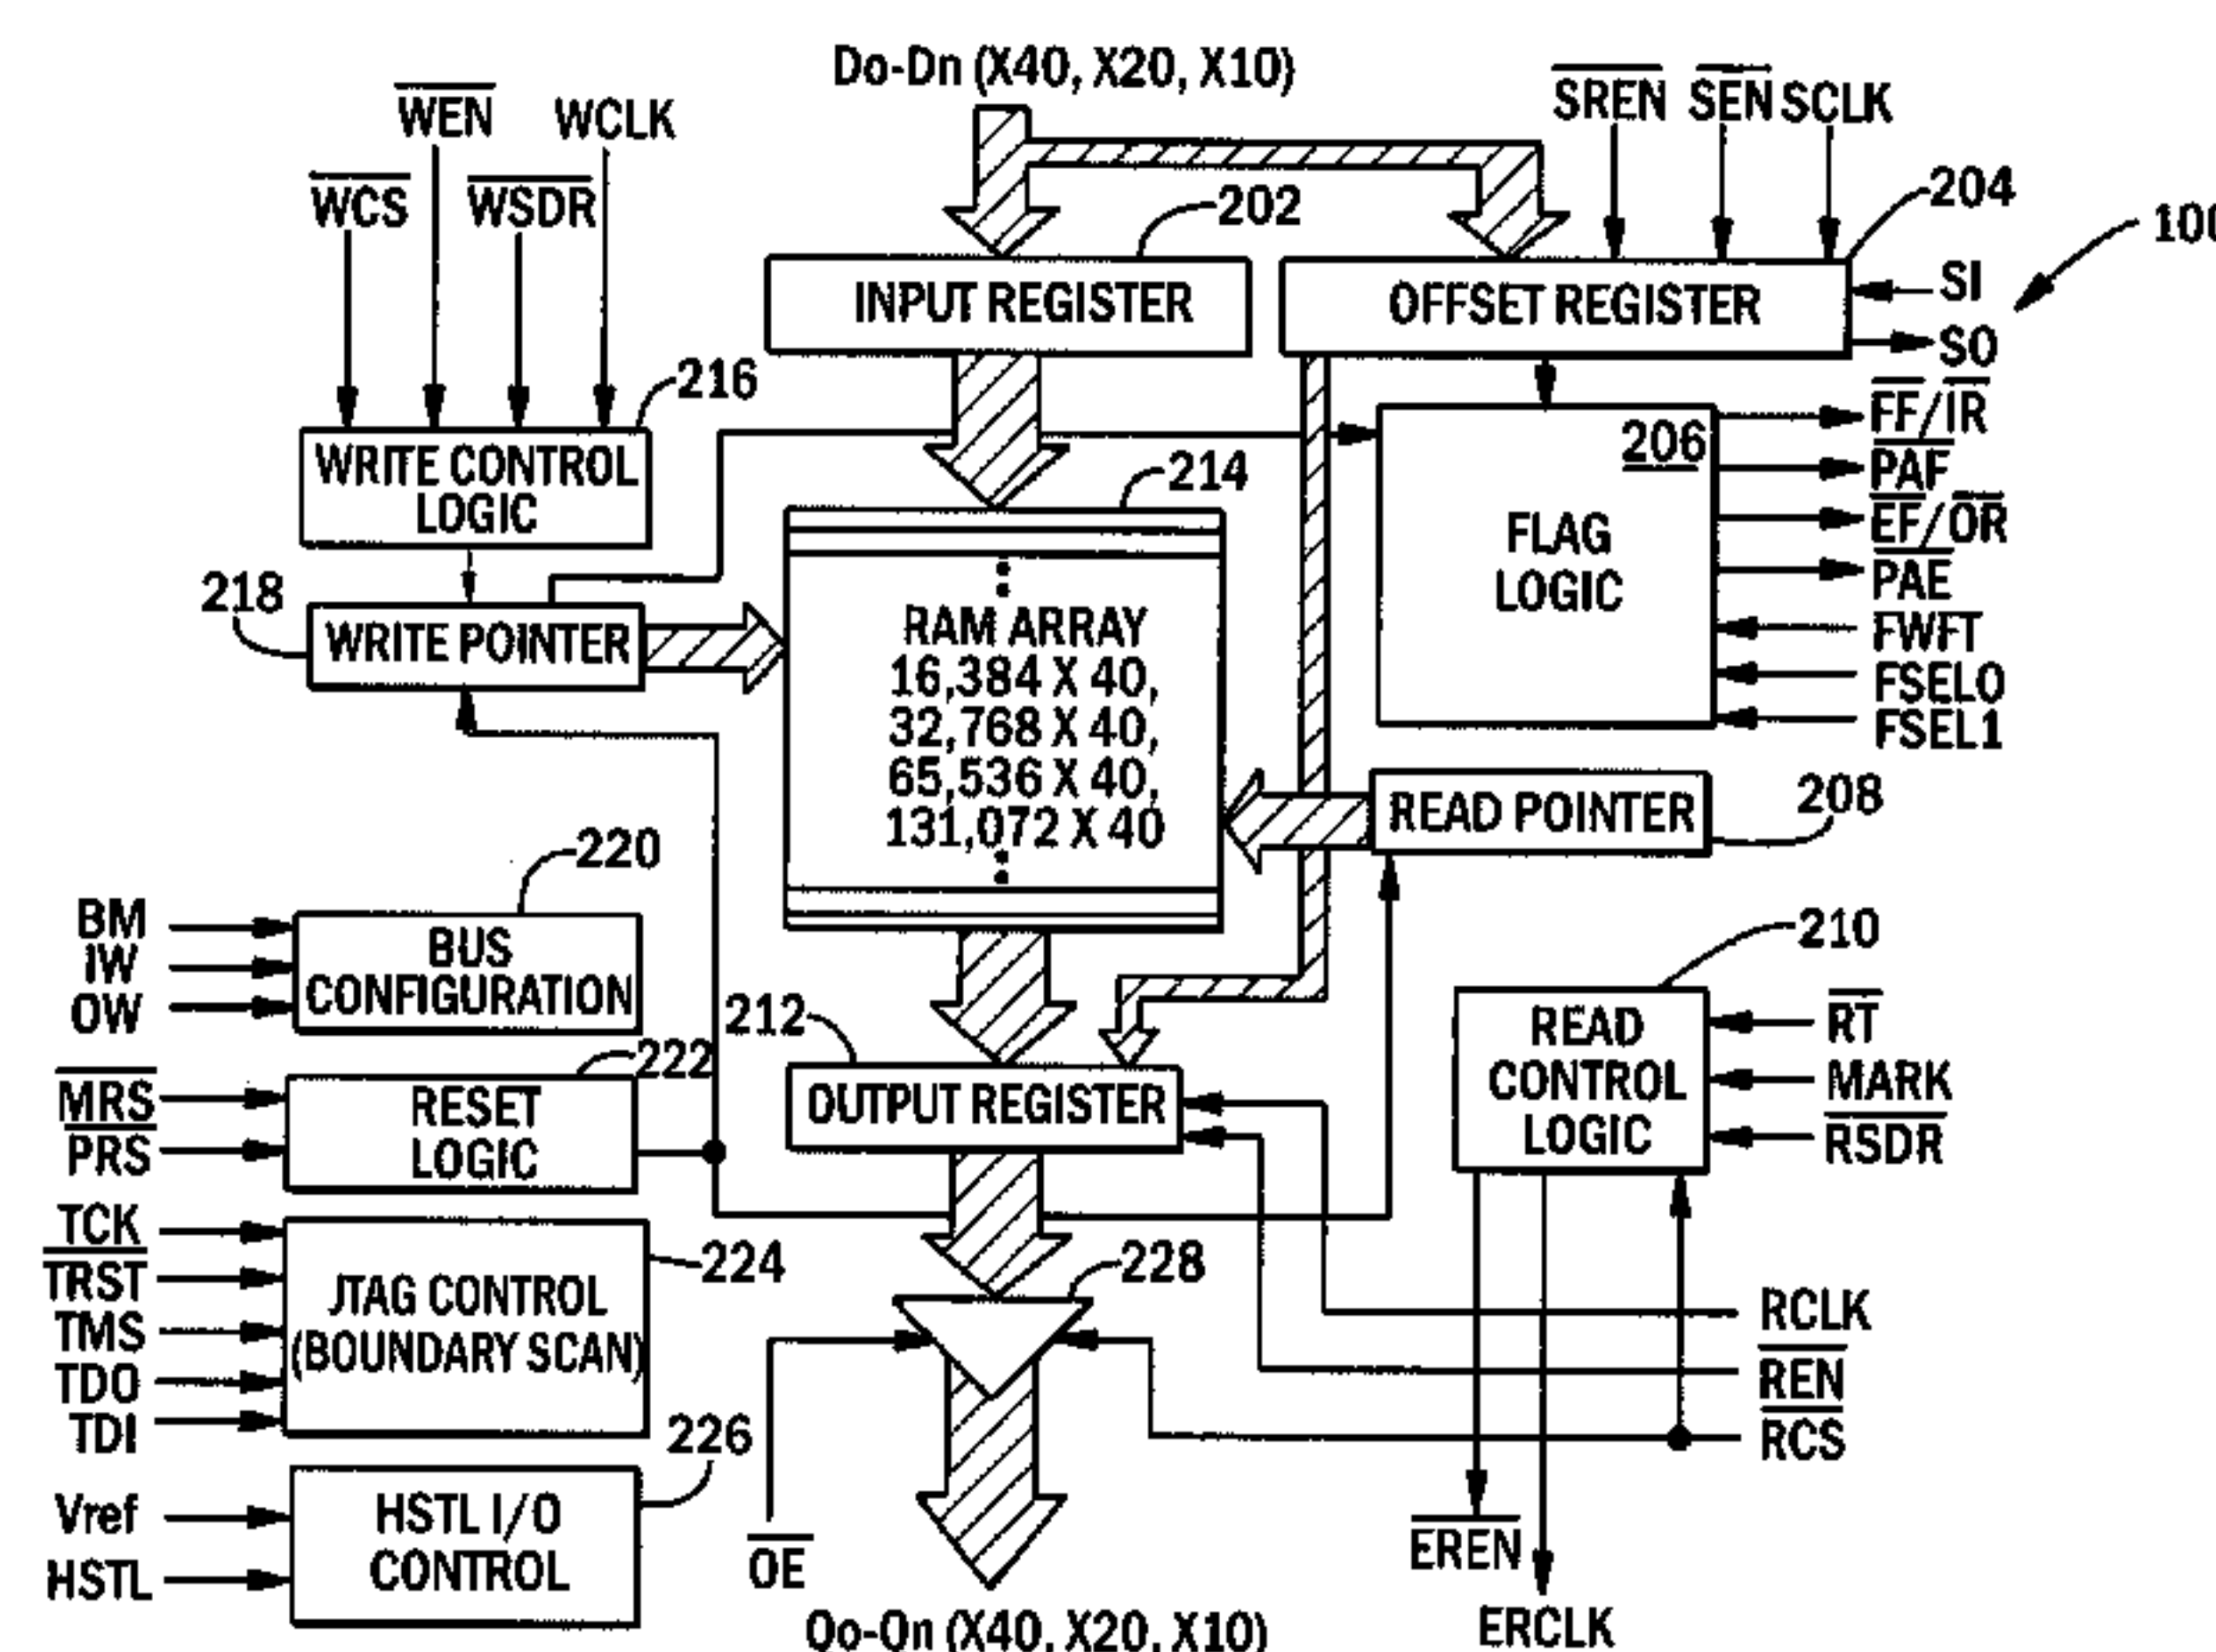 Do-Dn (X40, X20, X10)
WEN WCLK
WCS WSDR
SREN SEN SCLK
202
204
INPUT REGISTER
OFFSET REGISTER
SI
SO
216
WRITE CONTROL
LOGIC
206
FLAG
LOGIC
FF/IR
PAF
EF/OR
PAE
FWFT
FSEL0
FSEL1
214
218
WRITE POINTER
RAM ARRAY
16,384 X 40,
32,768 X 40,
65,536 X 40,
131,072 X 40
READ POINTER
208
220
BM
IW
OW
BUS
CONFIGURATION
210
READ
CONTROL
LOGIC
RT
MARK
RSDR
212
OUTPUT REGISTER
222
MRS
PRS
RESET
LOGIC
TCK
TRST
TMS
TDO
TDI
JTAG CONTROL
(BOUNDARY SCAN)
224
228
RCLK
REN
RCS
226
Vref
HSTL
HSTL I/O
CONTROL
OE
EREN
ERCLK
Qo-Qn (X40, X20, X10)